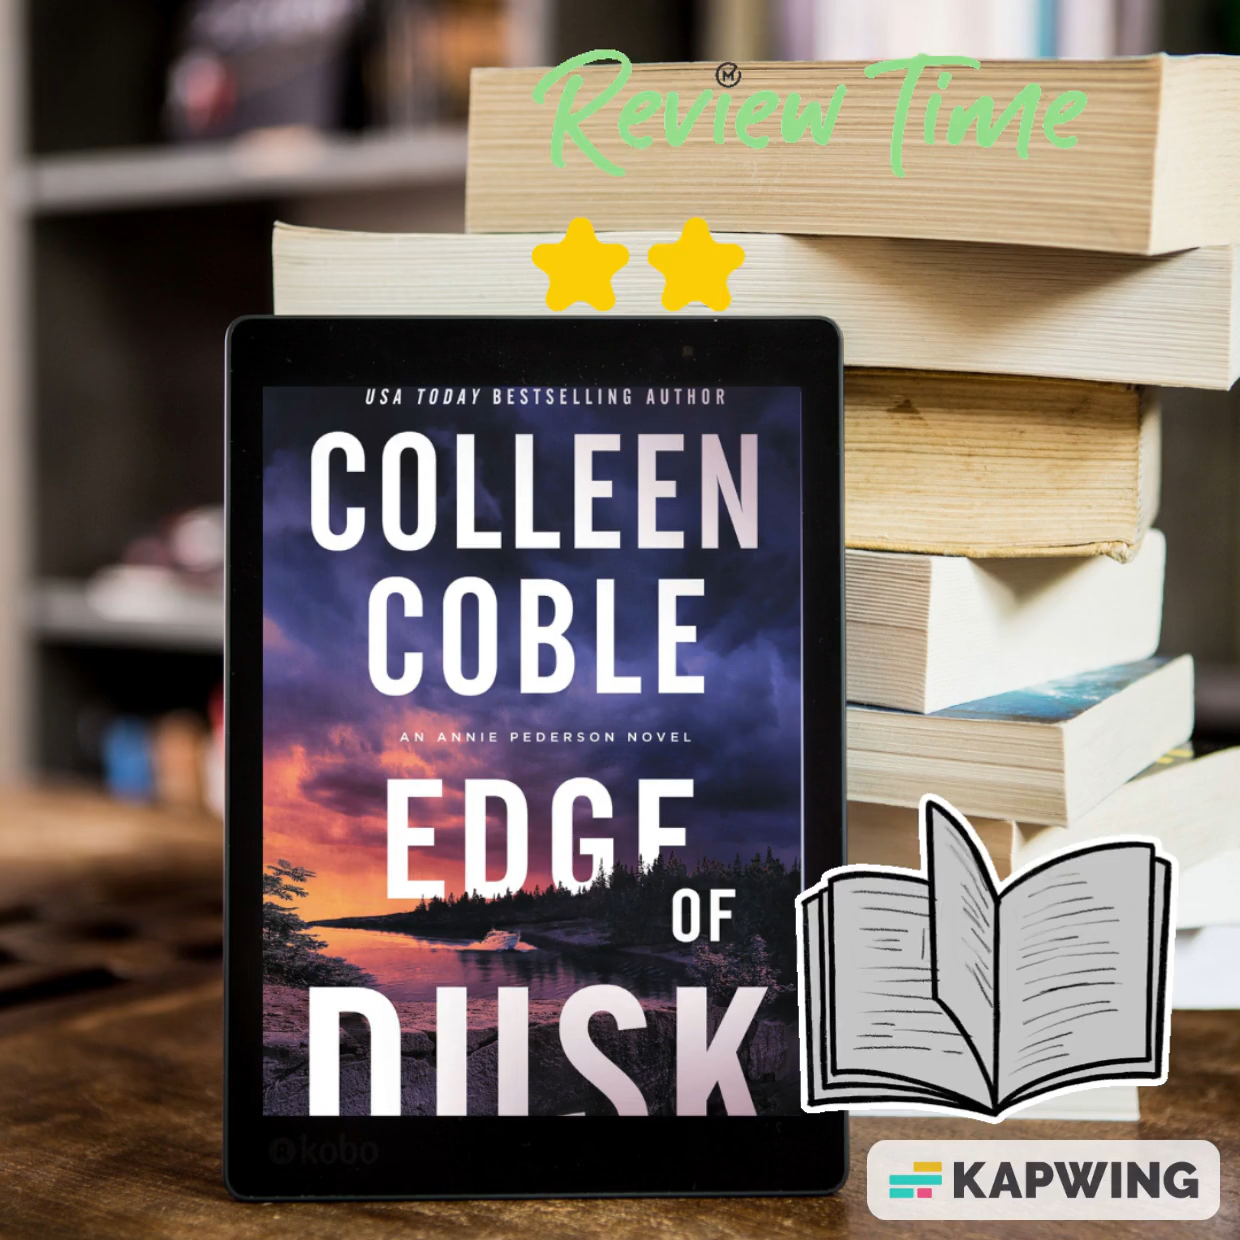 Review Time
M
USA TODAY BESTSELLING AUTHOR
COLLEEN
COBLE
AN ANNIE PEDERSON NOVEL
EDGE
OF
DUSK
kobo
KAPWING